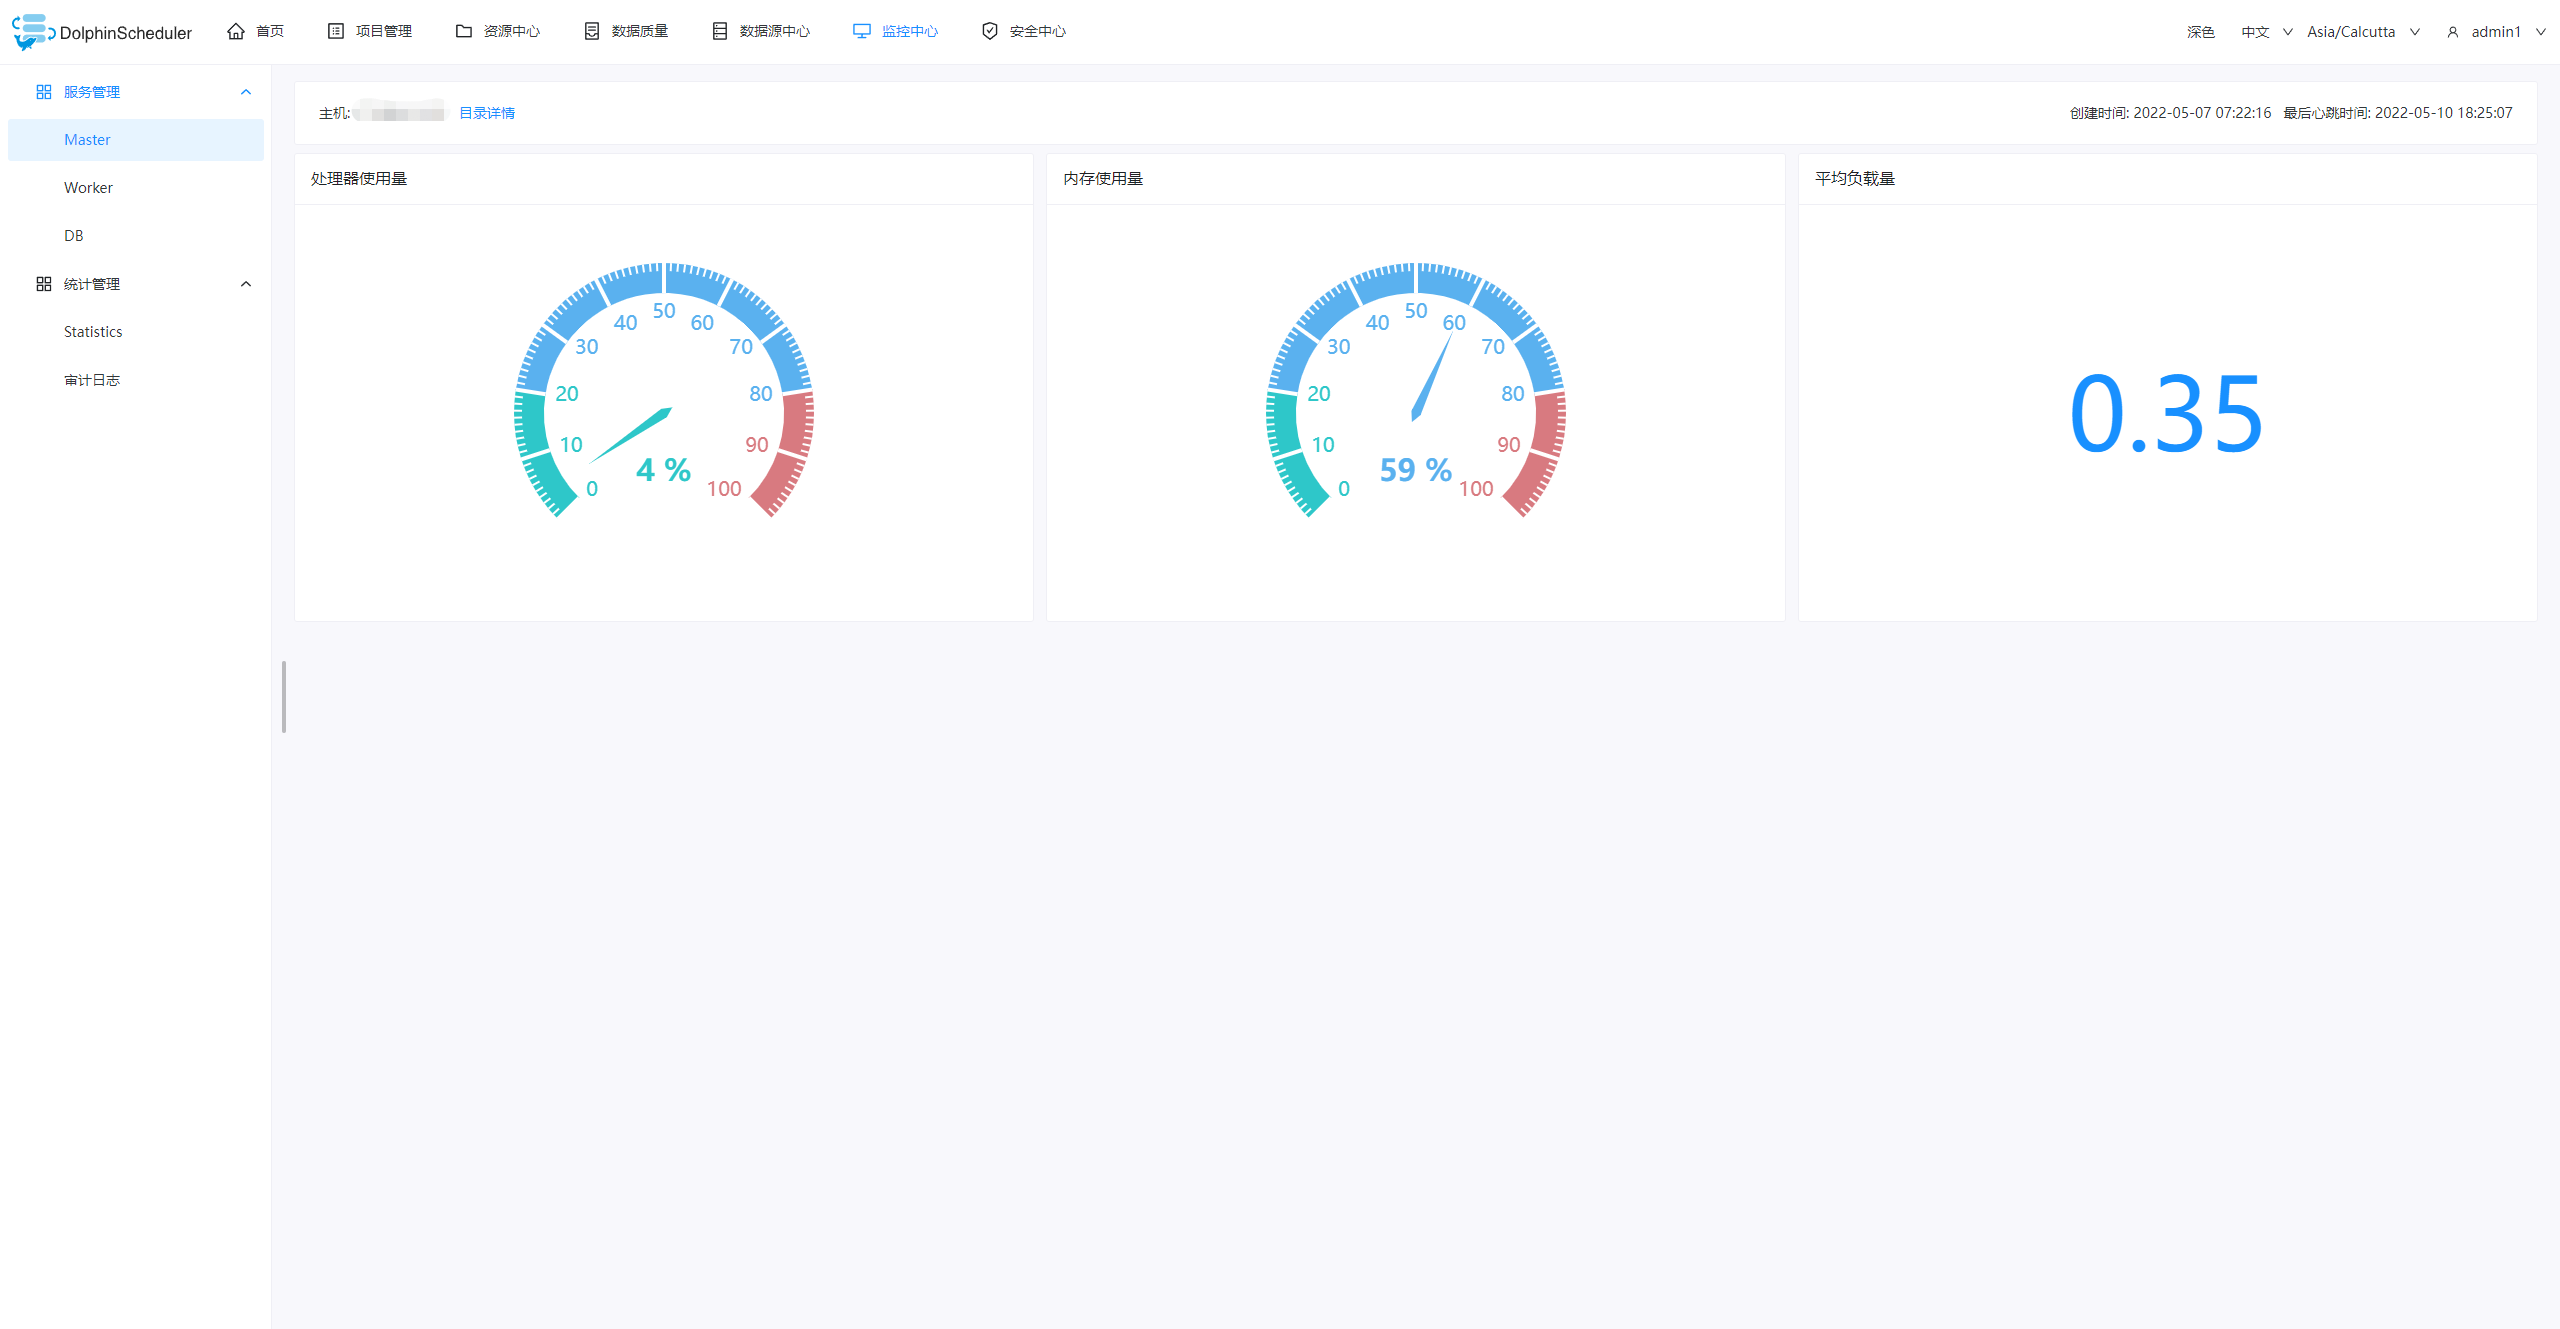 DolphinScheduler 首页 项目管理 资源中心 数据质量 数据源中心 监控中心 安全中心 深色 中文 Asia/Calcutta admin1
服务管理
Master
Worker
DB
统计管理
Statistics
审计日志
主机: 目录详情 创建时间: 2022-05-07 07:22:16 最后心跳时间: 2022-05-10 18:25:07
处理器使用量
0
10
20
30
40
50
60
70
80
90
100
4 %
内存使用量
0
10
20
30
40
50
60
70
80
90
100
59 %
平均负载量
0.35